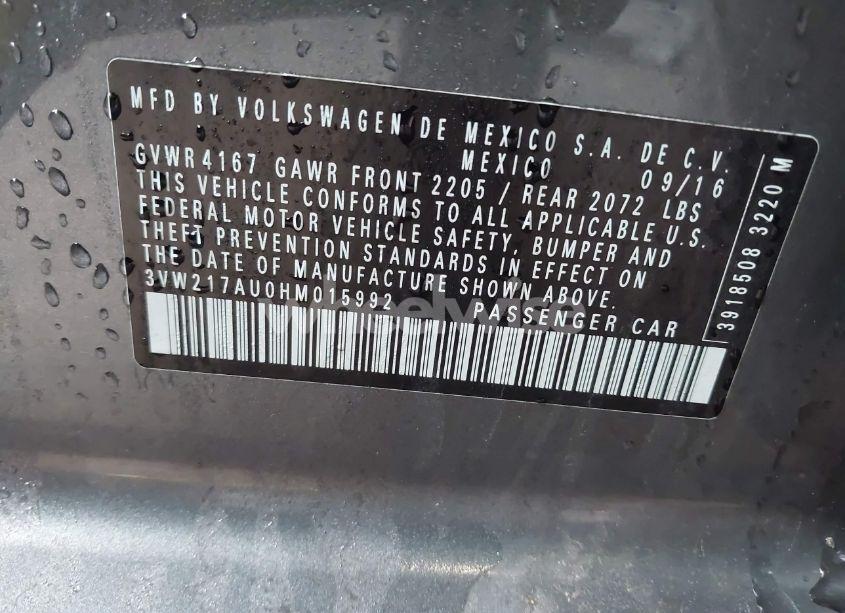 MFD BY VOLKSWAGEN DE MEXICO S.A. DE C.V.
MEXICO
GVWR 4167 GAWR FRONT 2205 / REAR 2072 LBS 09/16
THIS VEHICLE CONFORMS TO ALL APPLICABLE U.S.
FEDERAL MOTOR VEHICLE SAFETY, BUMPER AND
THEFT PREVENTION STANDARDS IN EFFECT ON
THE DATE OF MANUFACTURE SHOWN ABOVE.
3VW217AU0HM015992 PASSENGER CAR
3918508 3220 M
wheelwise